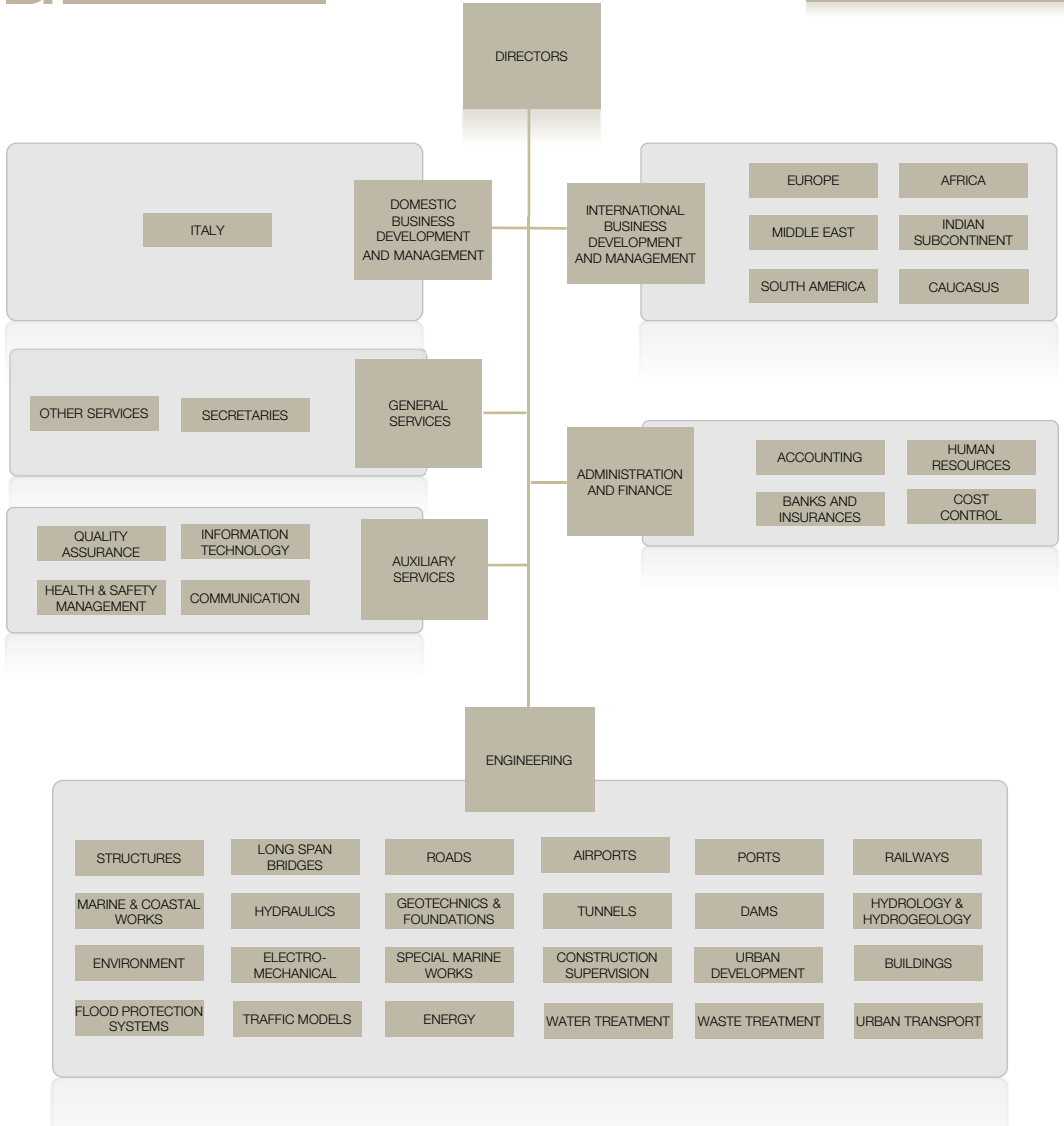 DIRECTORS
DOMESTIC
BUSINESS
DEVELOPMENT
AND MANAGEMENT
ITALY
INTERNATIONAL
BUSINESS
DEVELOPMENT
AND MANAGEMENT
EUROPE
AFRICA
MIDDLE EAST
INDIAN
SUBCONTINENT
SOUTH AMERICA
CAUCASUS
GENERAL
SERVICES
OTHER SERVICES
SECRETARIES
ADMINISTRATION
AND FINANCE
ACCOUNTING
HUMAN
RESOURCES
BANKS AND
INSURANCES
COST
CONTROL
AUXILIARY
SERVICES
QUALITY
ASSURANCE
INFORMATION
TECHNOLOGY
HEALTH & SAFETY
MANAGEMENT
COMMUNICATION
ENGINEERING
STRUCTURES
LONG SPAN
BRIDGES
ROADS
AIRPORTS
PORTS
RAILWAYS
MARINE & COASTAL
WORKS
HYDRAULICS
GEOTECHNICS &
FOUNDATIONS
TUNNELS
DAMS
HYDROLOGY &
HYDROGEOLOGY
ENVIRONMENT
ELECTRO-
MECHANICAL
SPECIAL MARINE
WORKS
CONSTRUCTION
SUPERVISION
URBAN
DEVELOPMENT
BUILDINGS
FLOOD PROTECTION
SYSTEMS
TRAFFIC MODELS
ENERGY
WATER TREATMENT
WASTE TREATMENT
URBAN TRANSPORT